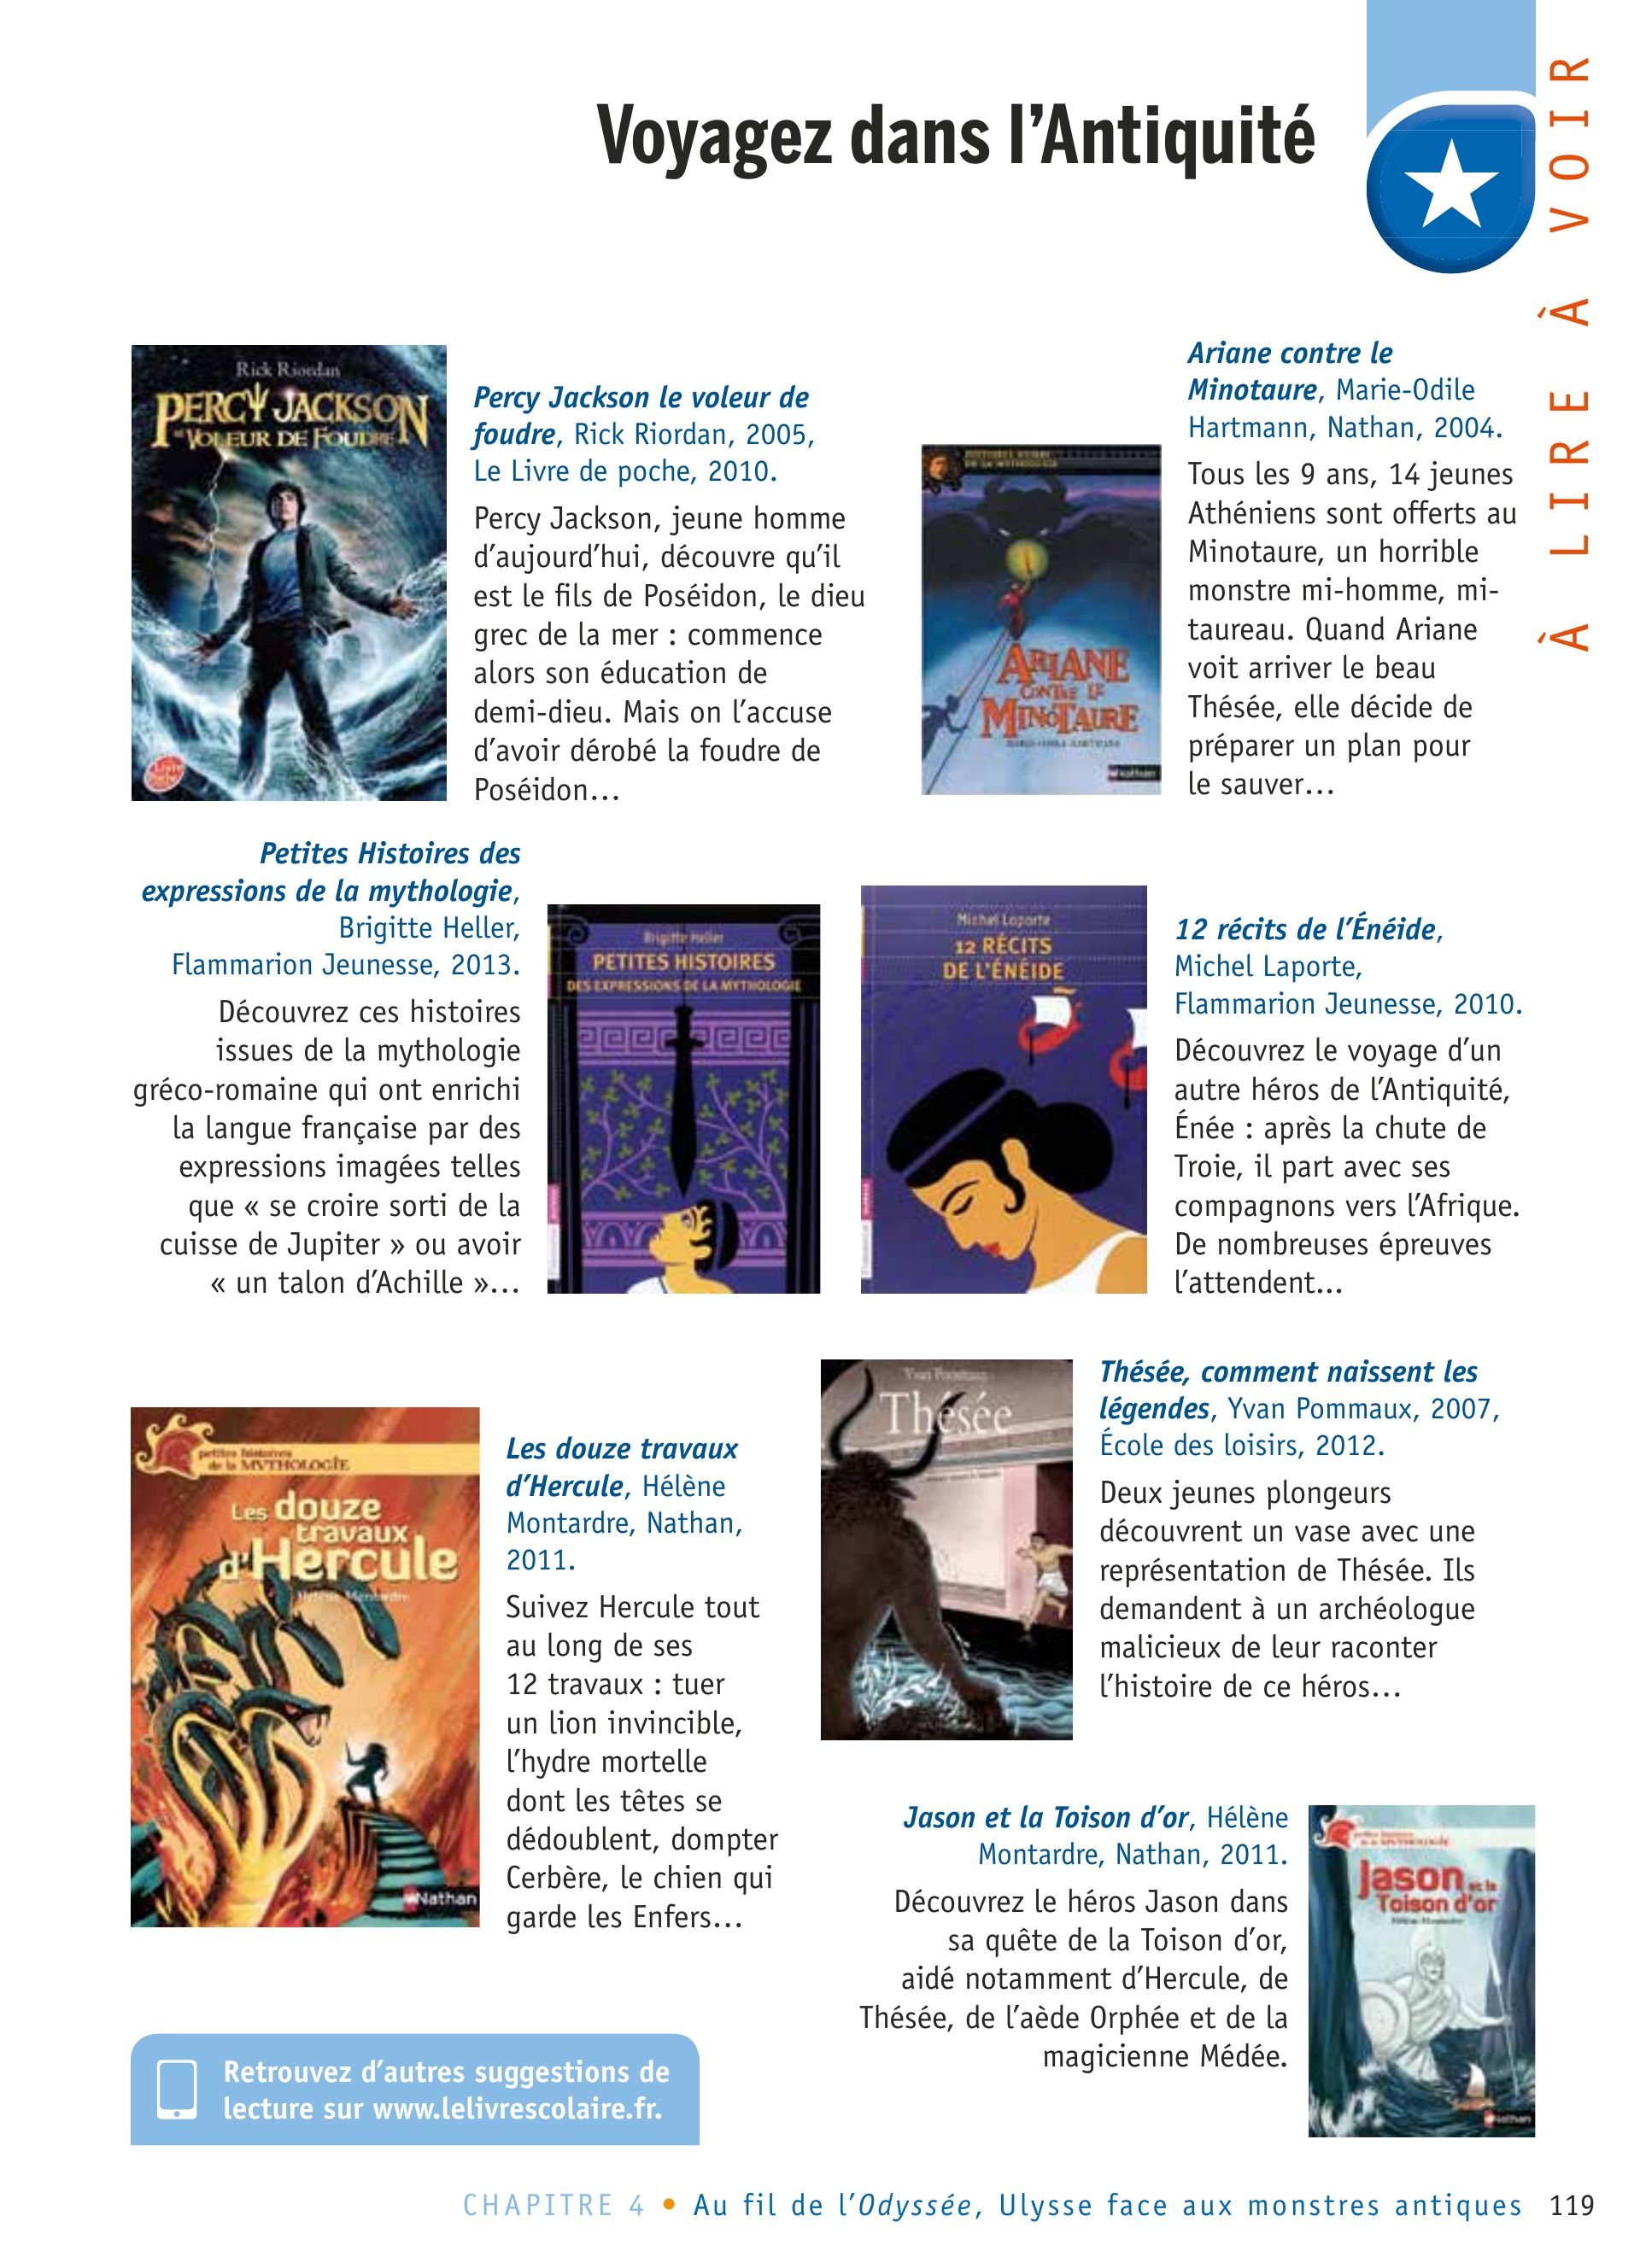 Voyagez dans l'Antiquité
À LIRE À VOIR
Rick Riordan
PERCY JACKSON
LE VOLEUR DE FOUDRE
Percy Jackson le voleur de
foudre, Rick Riordan, 2005,
Le Livre de poche, 2010.
Percy Jackson, jeune homme
d'aujourd'hui, découvre qu'il
est le fils de Poséidon, le dieu
grec de la mer : commence
alors son éducation de
demi-dieu. Mais on l'accuse
d'avoir dérobé la foudre de
Poséidon…
ARIANE
CONTRE LE
MINOTAURE
Nathan
Ariane contre le
Minotaure, Marie-Odile
Hartmann, Nathan, 2004.
Tous les 9 ans, 14 jeunes
Athéniens sont offerts au
Minotaure, un horrible
monstre mi-homme, mi-
taureau. Quand Ariane
voit arriver le beau
Thésée, elle décide de
préparer un plan pour
le sauver…
Petites Histoires des
expressions de la mythologie,
Brigitte Heller,
Flammarion Jeunesse, 2013.
Découvrez ces histoires
issues de la mythologie
gréco-romaine qui ont enrichi
la langue française par des
expressions imagées telles
que « se croire sorti de la
cuisse de Jupiter » ou avoir
« un talon d'Achille »…
Brigitte Heller
PETITES HISTOIRES
DES EXPRESSIONS DE LA MYTHOLOGIE
Michel Laporte
12 RÉCITS
DE L'ÉNÉIDE
12 récits de l'Énéide,
Michel Laporte,
Flammarion Jeunesse, 2010.
Découvrez le voyage d'un
autre héros de l'Antiquité,
Énée : après la chute de
Troie, il part avec ses
compagnons vers l'Afrique.
De nombreuses épreuves
l'attendent...
petites histoires
de la MYTHOLOGIE
Les douze
travaux
d'Hercule
Hélène Montardre
Nathan
Les douze travaux
d'Hercule, Hélène
Montardre, Nathan,
2011.
Suivez Hercule tout
au long de ses
12 travaux : tuer
un lion invincible,
l'hydre mortelle
dont les têtes se
dédoublent, dompter
Cerbère, le chien qui
garde les Enfers…
Yvan Pommaux
Thésée
Thésée, comment naissent les
légendes, Yvan Pommaux, 2007,
École des loisirs, 2012.
Deux jeunes plongeurs
découvrent un vase avec une
représentation de Thésée. Ils
demandent à un archéologue
malicieux de leur raconter
l'histoire de ce héros…
Jason et la Toison d'or, Hélène
Montardre, Nathan, 2011.
Découvrez le héros Jason dans
sa quête de la Toison d'or,
aidé notamment d'Hercule, de
Thésée, de l'aède Orphée et de la
magicienne Médée.
petites histoires
de la MYTHOLOGIE
Jason et la
Toison d'or
Hélène Montardre
Nathan
Retrouvez d'autres suggestions de
lecture sur www.lelivrescolaire.fr.
CHAPITRE 4 • Au fil de l'Odyssée, Ulysse face aux monstres antiques 119